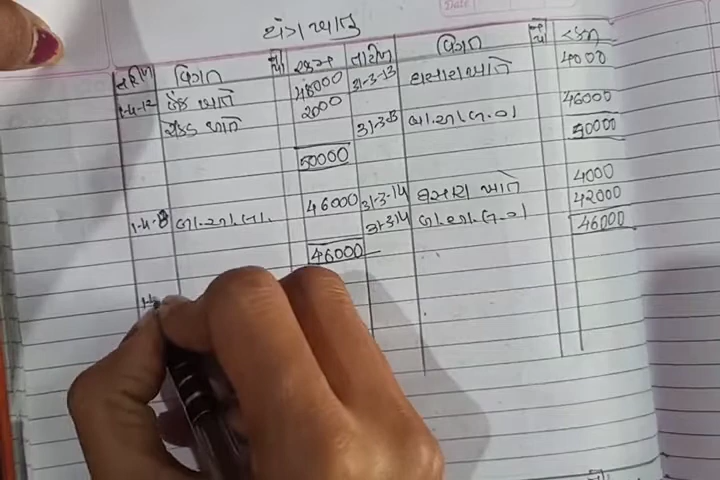 યંત્ર ખાતુ
તારીખ વિગત રકમ તારીખ વિગત રકમ
1-4-12 બેંક ખાતે 48000 31-3-13 ઘસારા ખાતે 4000
રોકડ ખાતે 2000 31-3-13 બા.આ.લ.ગ 46000
50000 50000
1-4-13 બા.આ.લા. 46000 31-3-14 ઘસારા ખાતે 4000
31-3-14 બા.આ.લ.ગ 42000
46000 46000